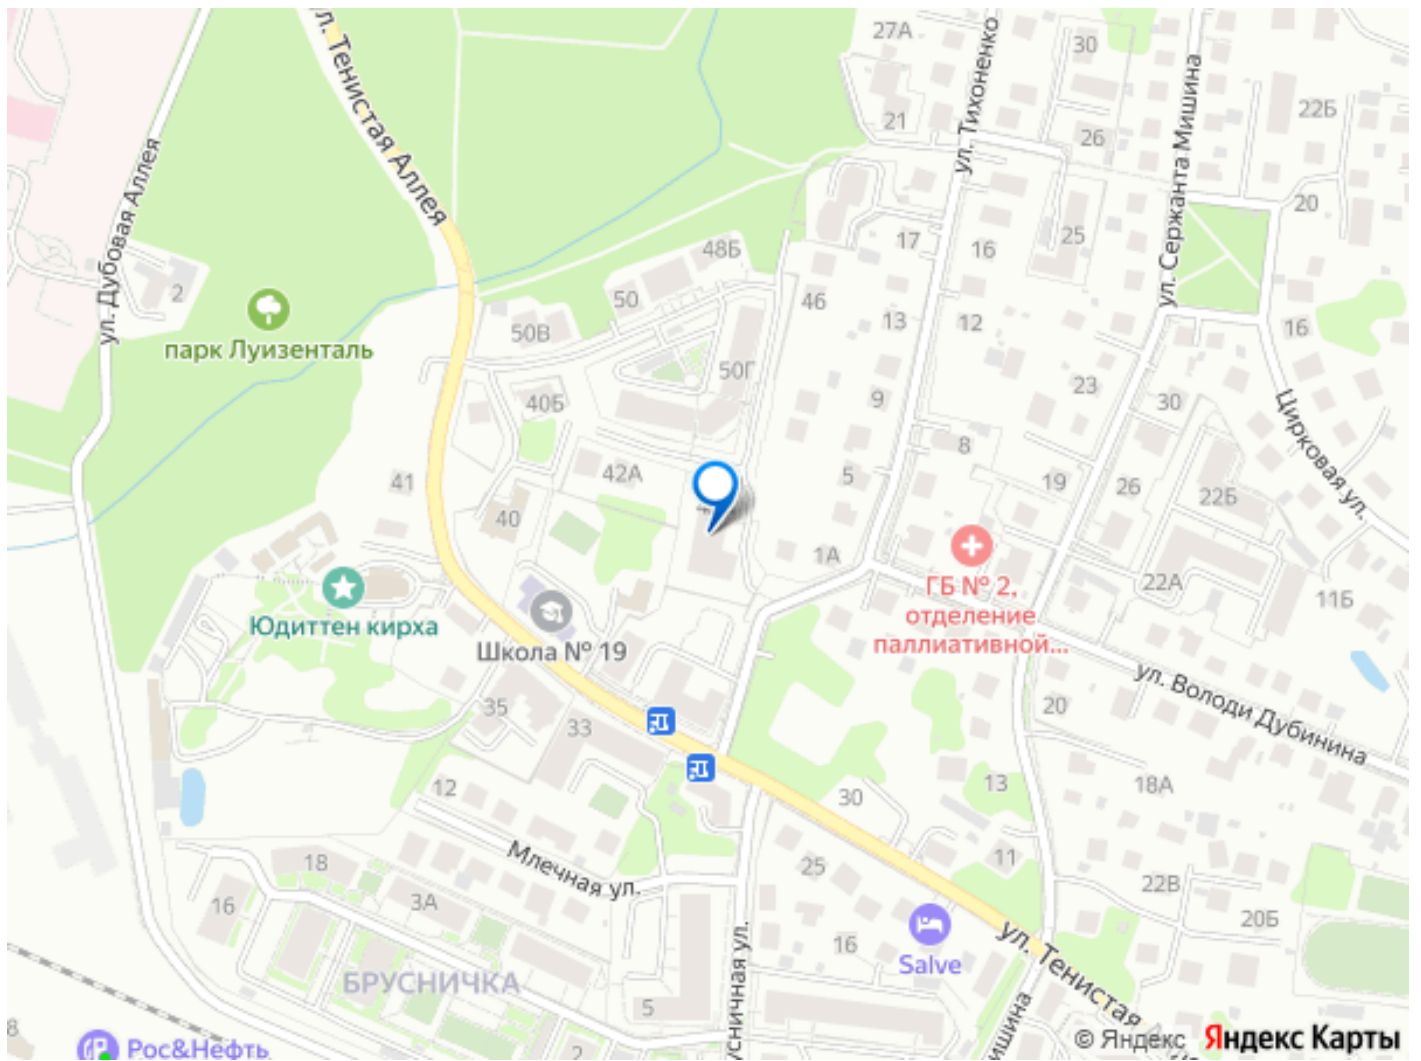 27А
30
ул. Тенистая Аллея
ул. Тихоненко
ул. Сержанта Мишина
22Б
21
26
ул. Дубовая Аллея
20
48Б
17
16
25
2
50
46
парк Луизенталь
50В
13
12
16
50Г
23
40Б
9
30
Цирковая ул.
8
41
42А
5
19
26
22Б
40
1А
ГБ № 2,
отделение
паллиативной...
22А
11Б
Юдиттен кирха
Школа № 19
35
33
20
ул. Володи Дубинина
12
30
13
18А
Млечная ул.
18
25
11
3А
22В
16
20Б
16
Salve
ул. Тенистая
БРУСНИЧКА
5
2
8
Рос&Нефть
© Яндекс Яндекс Карты